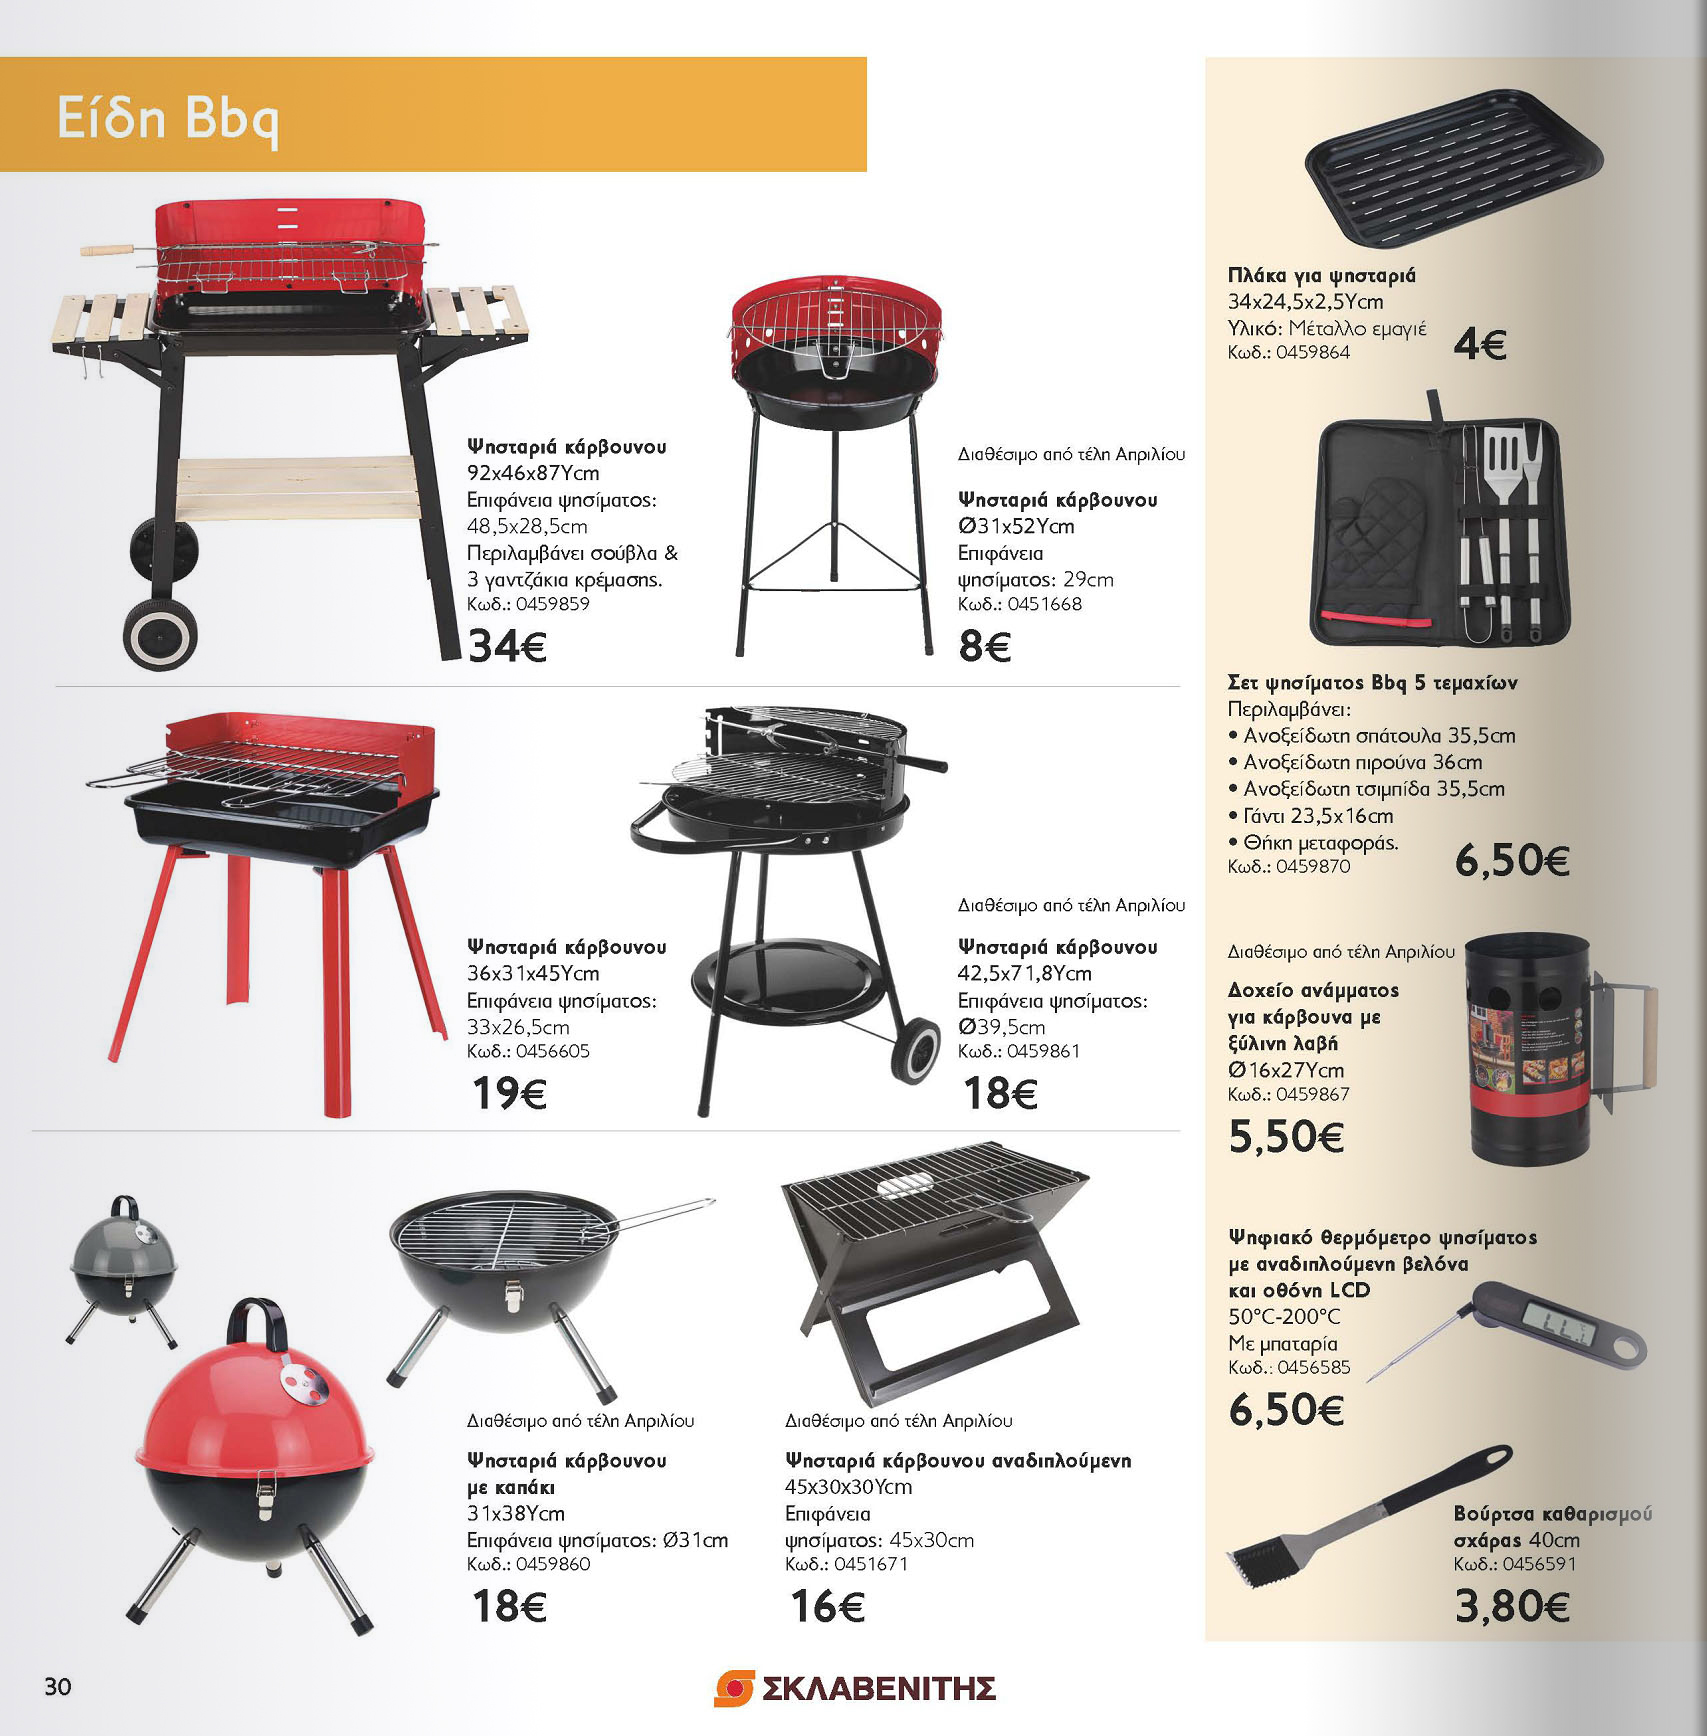 Είδη Bbq
Ψησταριά κάρβουνου
92x46x87Υcm
Επιφάνεια ψησίματος:
48,5x28,5cm
Περιλαμβάνει σούβλα &
3 γαντζάκια κρέμασης.
Κωδ.: 0459859
34€
Διαθέσιμο από τέλη Απριλίου
Ψησταριά κάρβουνου
Ø31x52Υcm
Επιφάνεια
ψησίματος: 29cm
Κωδ.: 0451668
8€
Ψησταριά κάρβουνου
36x31x45Υcm
Επιφάνεια ψησίματος:
33x26,5cm
Κωδ.: 0456605
19€
Διαθέσιμο από τέλη Απριλίου
Ψησταριά κάρβουνου
42,5x71,8Υcm
Επιφάνεια ψησίματος:
Ø39,5cm
Κωδ.: 0459861
18€
Διαθέσιμο από τέλη Απριλίου
Ψησταριά κάρβουνου
με καπάκι
31x38Υcm
Επιφάνεια ψησίματος: Ø31cm
Κωδ.: 0459860
18€
Διαθέσιμο από τέλη Απριλίου
Ψησταριά κάρβουνου αναδιπλούμενη
45x30x30Υcm
Επιφάνεια
ψησίματος: 45x30cm
Κωδ.: 0451671
16€
Πλάκα για ψησταριά
34x24,5x2,5Υcm
Υλικό: Μέταλλο εμαγιέ
Κωδ.: 0459864
4€
Σετ ψησίματος Bbq 5 τεμαχίων
Περιλαμβάνει:
• Ανοξείδωτη σπάτουλα 35,5cm
• Ανοξείδωτη πιρούνα 36cm
• Ανοξείδωτη τσιμπίδα 35,5cm
• Γάντι 23,5x16cm
• Θήκη μεταφοράς.
Κωδ.: 0459870
6,50€
Διαθέσιμο από τέλη Απριλίου
Δοχείο ανάμματος
για κάρβουνα με
ξύλινη λαβή
Ø16x27Υcm
Κωδ.: 0459867
5,50€
Ψηφιακό θερμόμετρο ψησίματος
με αναδιπλούμενη βελόνα
και οθόνη LCD
50°C-200°C
Με μπαταρία
Κωδ.: 0456585
6,50€
Βούρτσα καθαρισμού
σχάρας 40cm
Κωδ.: 0456591
3,80€
30
ΣΚΛΑΒΕΝΙΤΗΣ